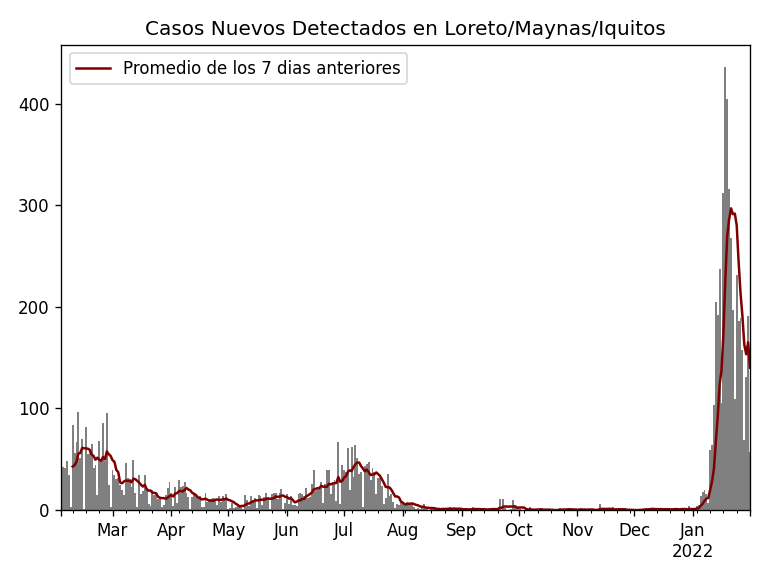 Casos Nuevos Detectados en Loreto/Maynas/Iquitos
Promedio de los 7 dias anteriores
400
300
200
100
0
Mar Apr May Jun Jul Aug Sep Oct Nov Dec Jan
2022